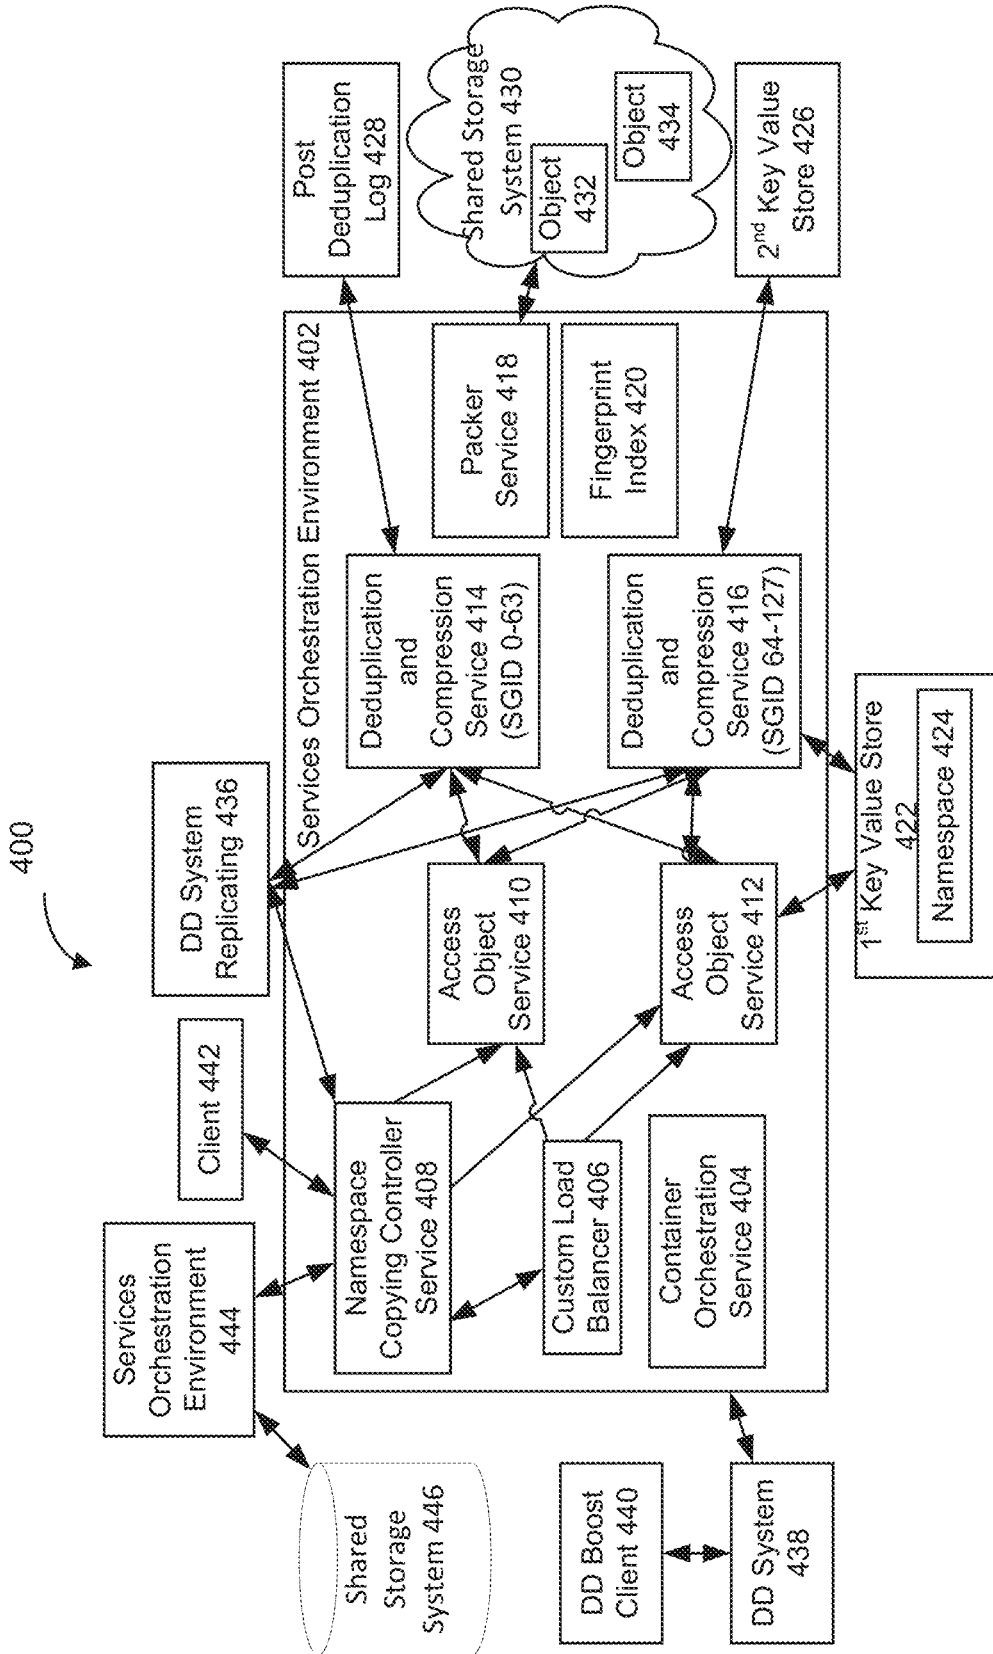 400
Services
Orchestration
Environment
444
Client 442
DD System
Replicating 436
Post
Deduplication
Log 428
Shared
Storage
System 446
Services Orchestration Environment 402
Namespace
Copying Controller
Service 408
Access
Object
Service 410
Deduplication
and
Compression
Service 414
(SGID 0-63)
Packer
Service 418
Shared Storage
System 430
Object
432
Object
434
DD Boost
Client 440
DD System
438
Custom Load
Balancer 406
Container
Orchestration
Service 404
Access
Object
Service 412
Deduplication
and
Compression
Service 416
(SGID 64-127)
Fingerprint
Index 420
2nd Key Value
Store 426
1st Key Value Store
422
Namespace 424